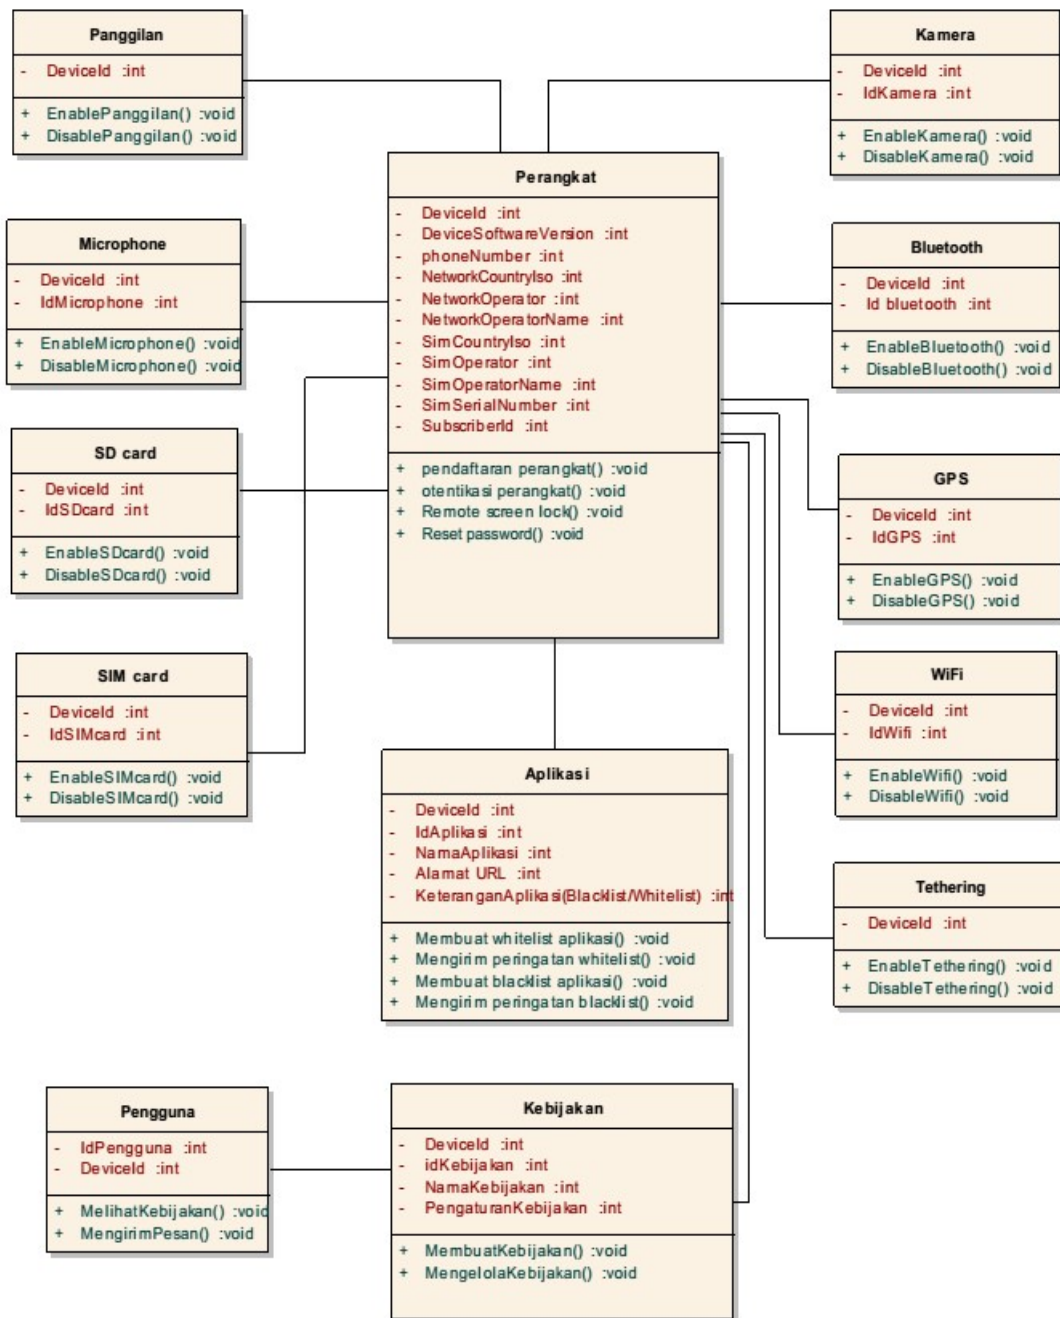 Panggilan
- DeviceId :int
+ EnablePanggilan() :void
+ DisablePanggilan() :void
Kamera
- DeviceId :int
- IdKamera :int
+ EnableKamera() :void
+ DisableKamera() :void
Perangkat
- DeviceId :int
- DeviceSoftwareVersion :int
- phoneNumber :int
- NetworkCountryIso :int
- NetworkOperator :int
- NetworkOperatorName :int
- SimCountryIso :int
- SimOperator :int
- SimOperatorName :int
- SimSerialNumber :int
- SubscriberId :int
+ pendaftaran perangkat() :void
+ otentikasi perangkat() :void
+ Remote screen lock() :void
+ Reset password() :void
Microphone
- DeviceId :int
- IdMicrophone :int
+ EnableMicrophone() :void
+ DisableMicrophone() :void
Bluetooth
- DeviceId :int
- Id bluetooth :int
+ EnableBluetooth() :void
+ DisableBluetooth() :void
SD card
- DeviceId :int
- IdSDcard :int
+ EnableSDcard() :void
+ DisableSDcard() :void
GPS
- DeviceId :int
- IdGPS :int
+ EnableGPS() :void
+ DisableGPS() :void
SIM card
- DeviceId :int
- IdSIMcard :int
+ EnableSIMcard() :void
+ DisableSIMcard() :void
WiFi
- DeviceId :int
- IdWifi :int
+ EnableWifi() :void
+ DisableWifi() :void
Aplikasi
- DeviceId :int
- IdAplikasi :int
- NamaAplikasi :int
- Alamat URL :int
- KeteranganAplikasi(Blacklist/Whitelist) :int
+ Membuat whitelist aplikasi() :void
+ Mengirim peringatan whitelist() :void
+ Membuat blacklist aplikasi() :void
+ Mengirim peringatan blacklist() :void
Tethering
- DeviceId :int
+ EnableTethering() :void
+ DisableTethering() :void
Pengguna
- IdPengguna :int
- DeviceId :int
+ MelihatKebijakan() :void
+ MengirimPesan() :void
Kebijakan
- DeviceId :int
- idKebijakan :int
- NamaKebijakan :int
- PengaturanKebijakan :int
+ MembuatKebijakan() :void
+ MengelolaKebijakan() :void